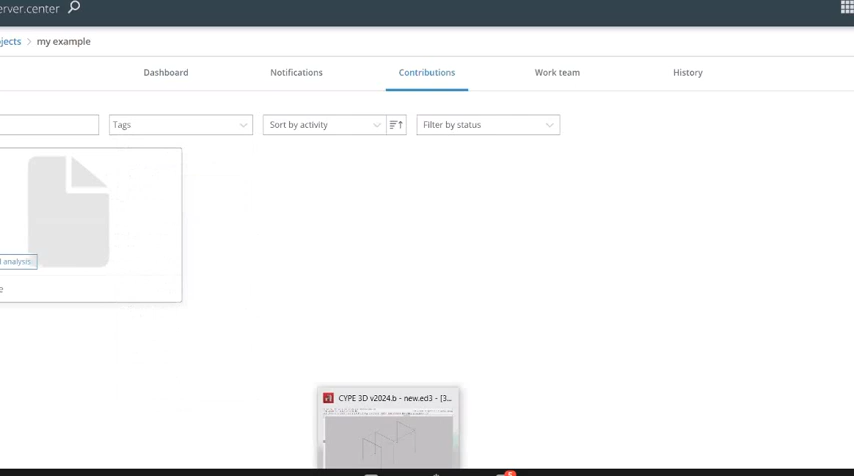 erver.center
jects > my example
Dashboard
Notifications
Contributions
Work team
History
Tags
Sort by activity
Filter by status
l analysis
e
CYPE 3D v2024.b - new.ed3 - [3...
5